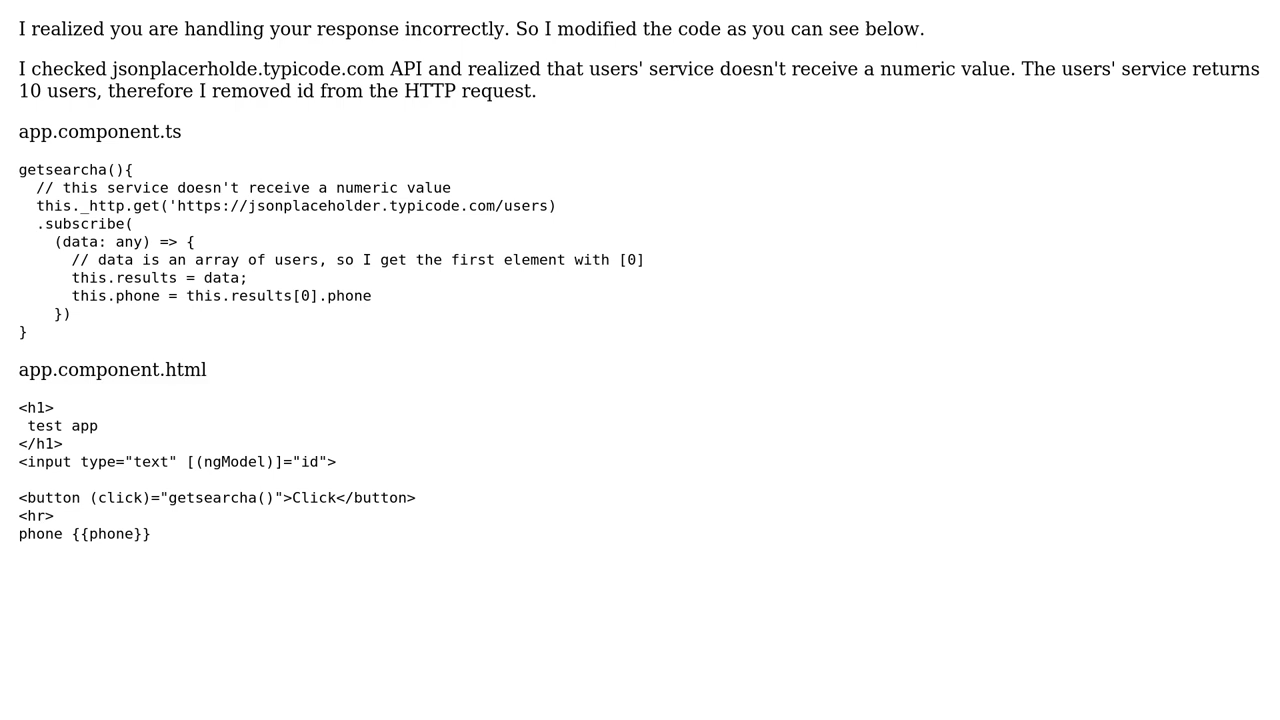 I realized you are handling your response incorrectly. So I modified the code as you can see below.
I checked jsonplacerholde.typicode.com API and realized that users' service doesn't receive a numeric value. The users' service returns
10 users, therefore I removed id from the HTTP request.
app.component.ts
getsearcha(){
  // this service doesn't receive a numeric value
  this._http.get('https://jsonplaceholder.typicode.com/users)
  .subscribe(
    (data: any) => {
      // data is an array of users, so I get the first element with [0]
      this.results = data;
      this.phone = this.results[0].phone
    })
}
app.component.html
<h1>
 test app
</h1>
<input type="text" [(ngModel)]="id">
<button (click)="getsearcha()">Click</button>
<hr>
phone {{phone}}